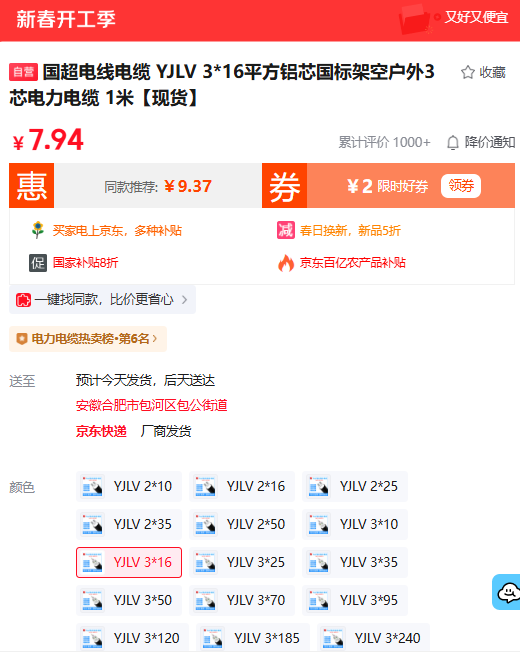 新春开工季
又好又便宜
自营 国超电线电缆 YJLV 3*16平方铝芯国标架空户外3
芯电力电缆 1米【现货】
收藏
¥ 7.94
累计评价 1000+
降价通知
惠 同款推荐: ¥9.37
券 ¥2 限时好券 领券
买家电上京东，多种补贴
减 春日换新，新品5折
促 国家补贴8折
京东百亿农产品补贴
一键找同款，比价更省心 >
电力电缆热卖榜·第6名 >
送至
预计今天发货，后天送达
安徽合肥市包河区包公街道
京东快递 厂商发货
颜色
YJLV 2*10 YJLV 2*16 YJLV 2*25
YJLV 2*35 YJLV 2*50 YJLV 3*10
YJLV 3*16 YJLV 3*25 YJLV 3*35
YJLV 3*50 YJLV 3*70 YJLV 3*95
YJLV 3*120 YJLV 3*185 YJLV 3*240